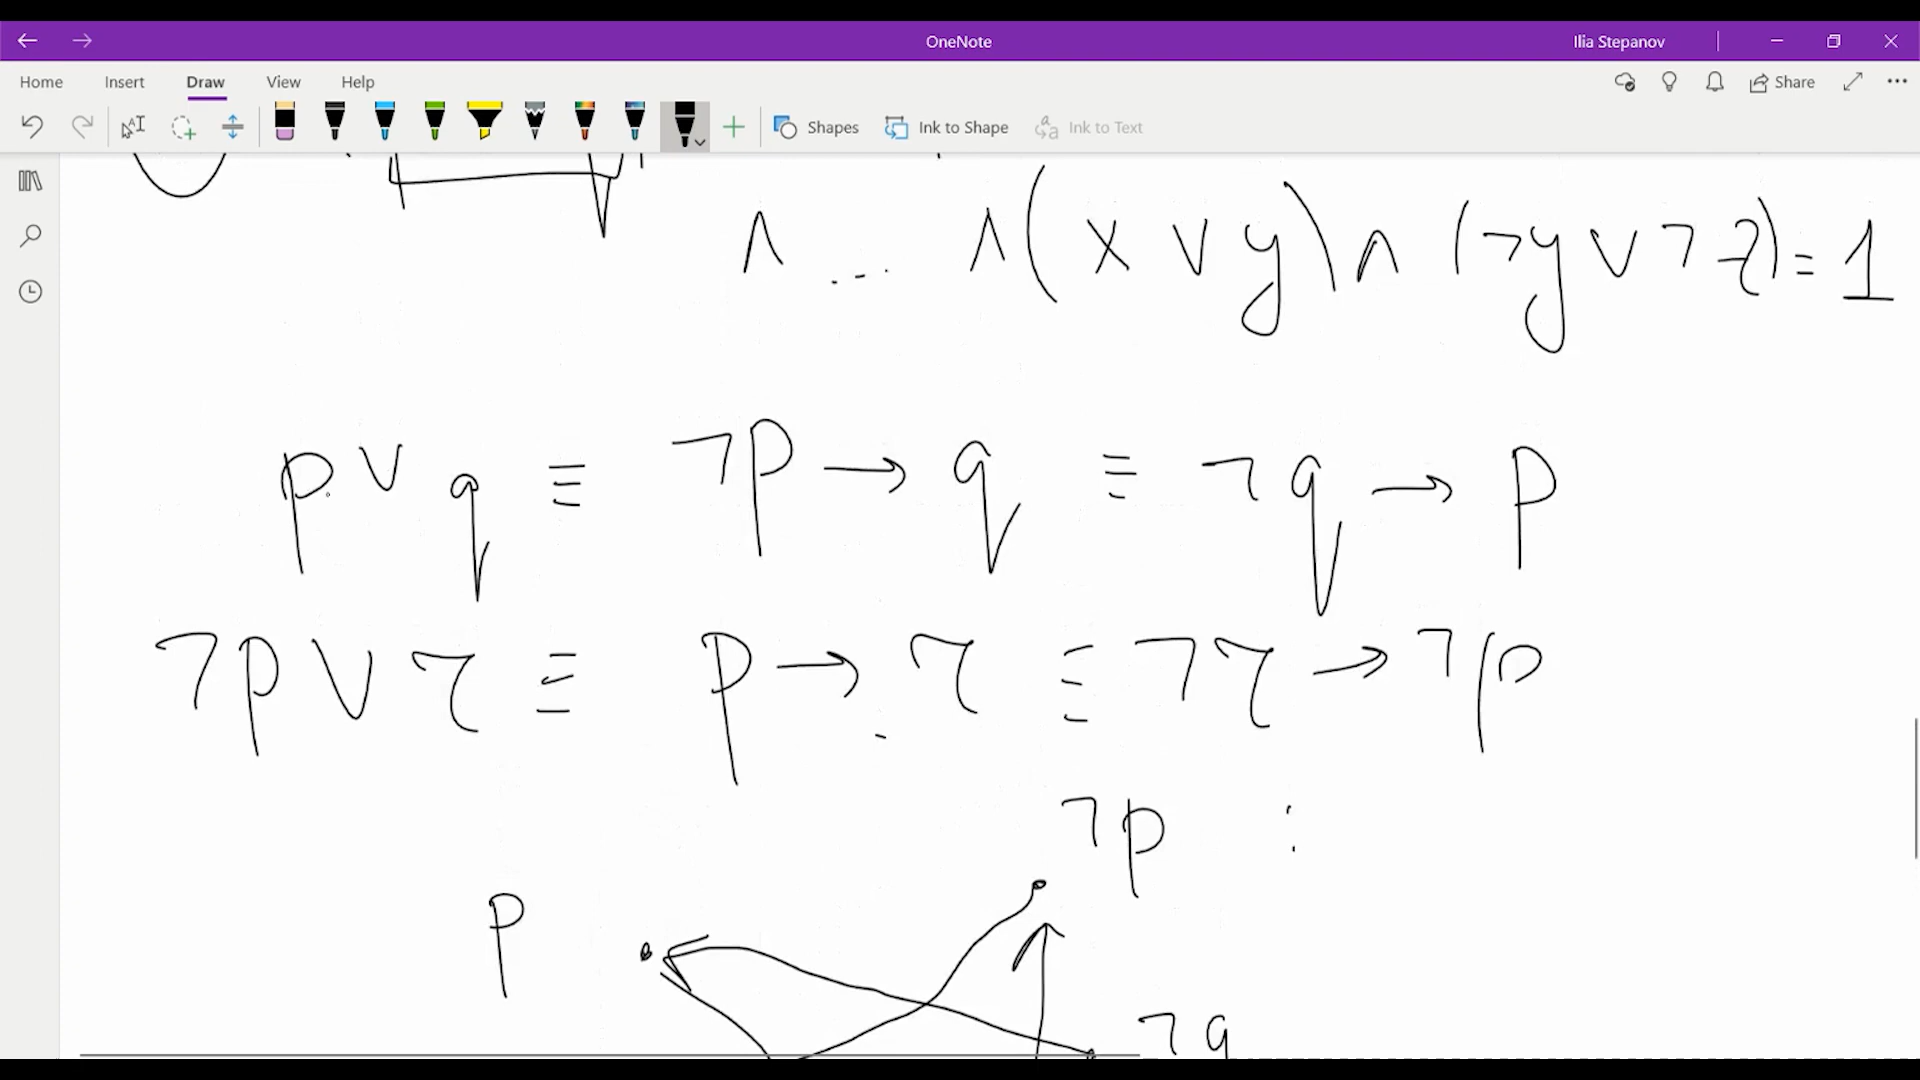 OneNote
Ilia Stepanov
Home Insert Draw View Help
Share
Shapes Ink to Shape Ink to Text
∧ ... ∧ (x ∨ y) ∧ (¬y ∨ ¬z) = 1
p ∨ q ≡ ¬p → q ≡ ¬q → p
¬p ∨ r ≡ p → r ≡ ¬r → ¬p
¬p :
p
¬q